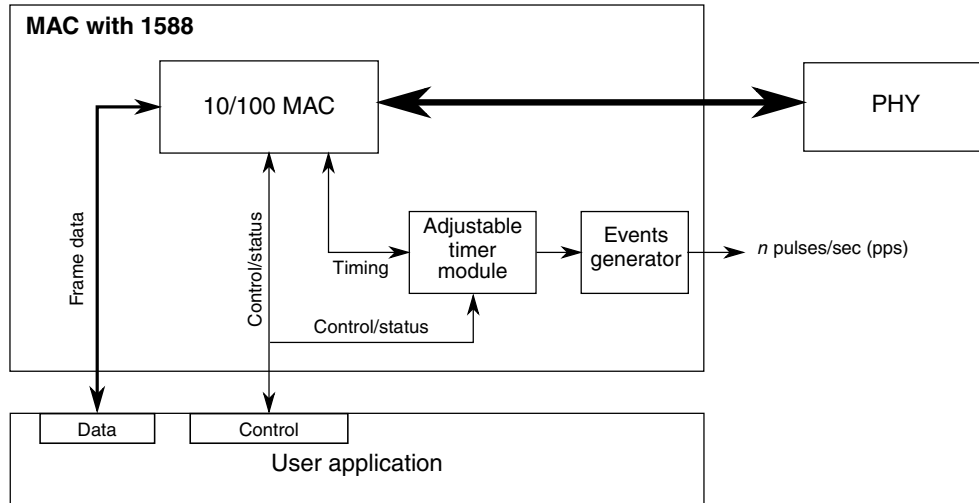 MAC with 1588
10/100 MAC
PHY
Frame data
Control/status
Timing
Adjustable
timer
module
Events
generator
n pulses/sec (pps)
Control/status
Data
Control
User application